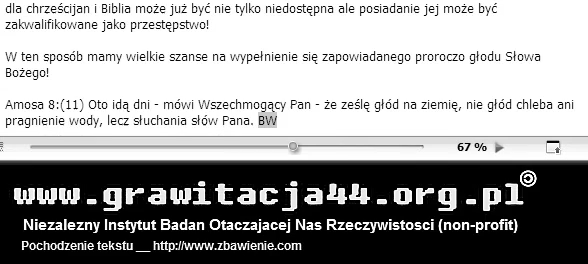 dla chrześcijan i Biblia może już być nie tylko niedostępna ale posiadanie jej może być
zakwalifikowane jako przestępstwo!
W ten sposób mamy wielkie szanse na wypełnienie się zapowiadanego proroczo głodu Słowa
Bożego!
Amosa 8:(11) Oto idą dni - mówi Wszechmogący Pan - że ześlę głód na ziemię, nie głód chleba ani
pragnienie wody, lecz słuchania słów Pana. BW
67 %
www.grawitacja44.org.pl©
Niezalezny Instytut Badan Otaczajacej Nas Rzeczywistosci (non-profit)
Pochodzenie tekstu __ http://www.zbawienie.com